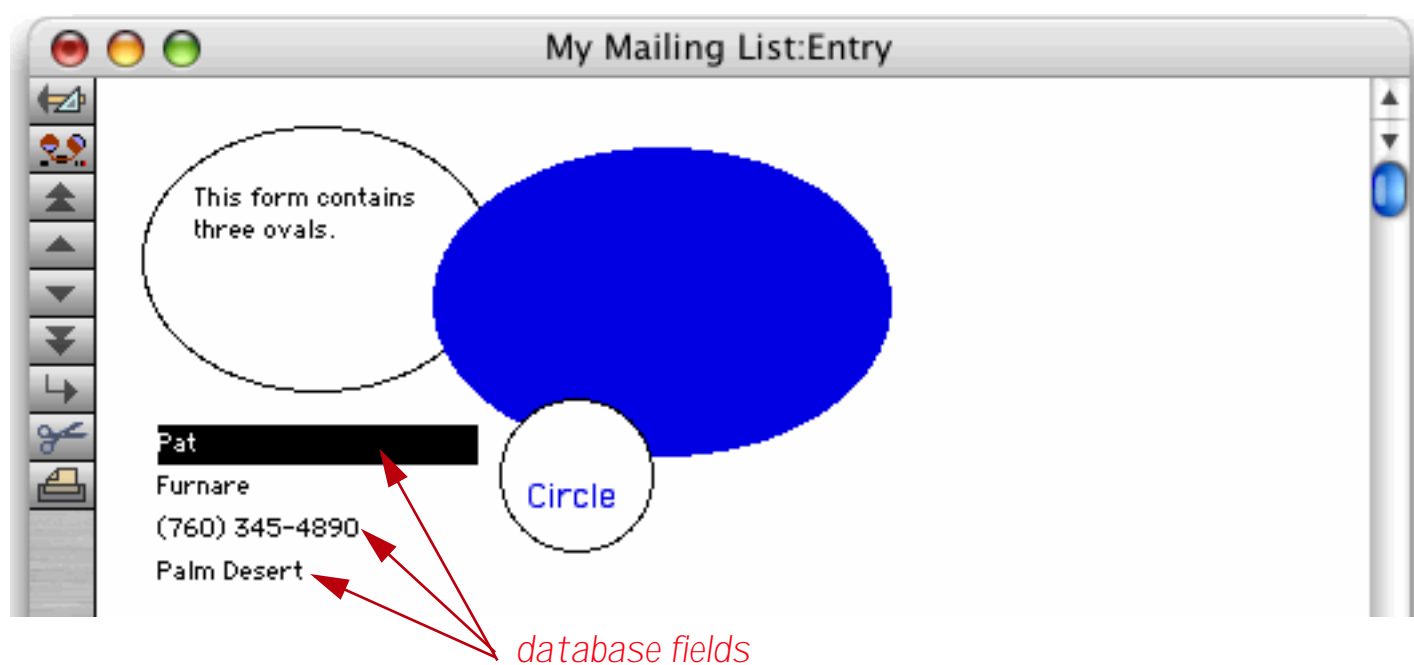 My Mailing List:Entry
This form contains
three ovals.
Pat
Furnare
Circle
(760) 345-4890
Palm Desert
database fields